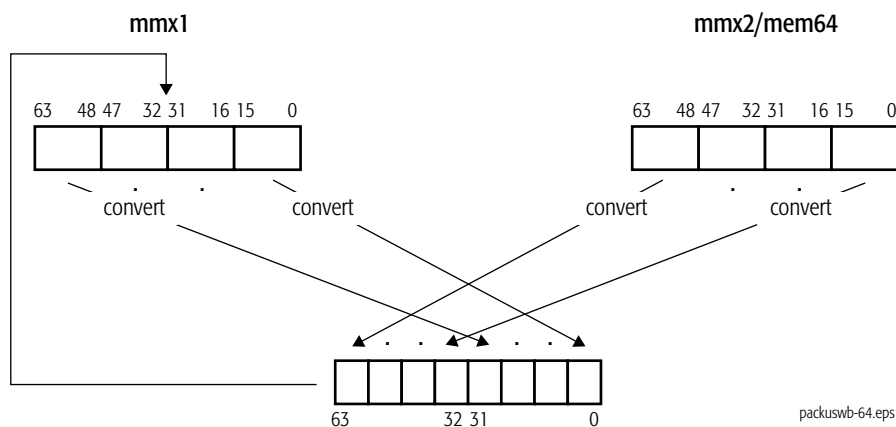 mmx1 mmx2/mem64
63 48 47 32 31 16 15 0 63 48 47 32 31 16 15 0
. . . .
convert convert convert convert
. . . .
63 32 31 0
packuswb-64.eps